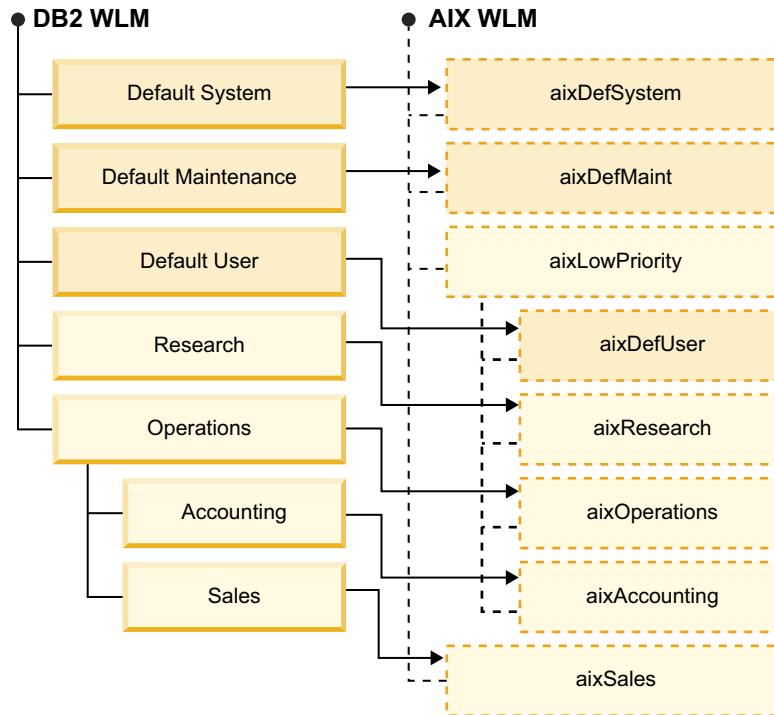 DB2 WLM
AIX WLM
Default System
aixDefSystem
Default Maintenance
aixDefMaint
Default User
aixLowPriority
Research
aixDefUser
Operations
aixResearch
Accounting
aixOperations
Sales
aixAccounting
aixSales